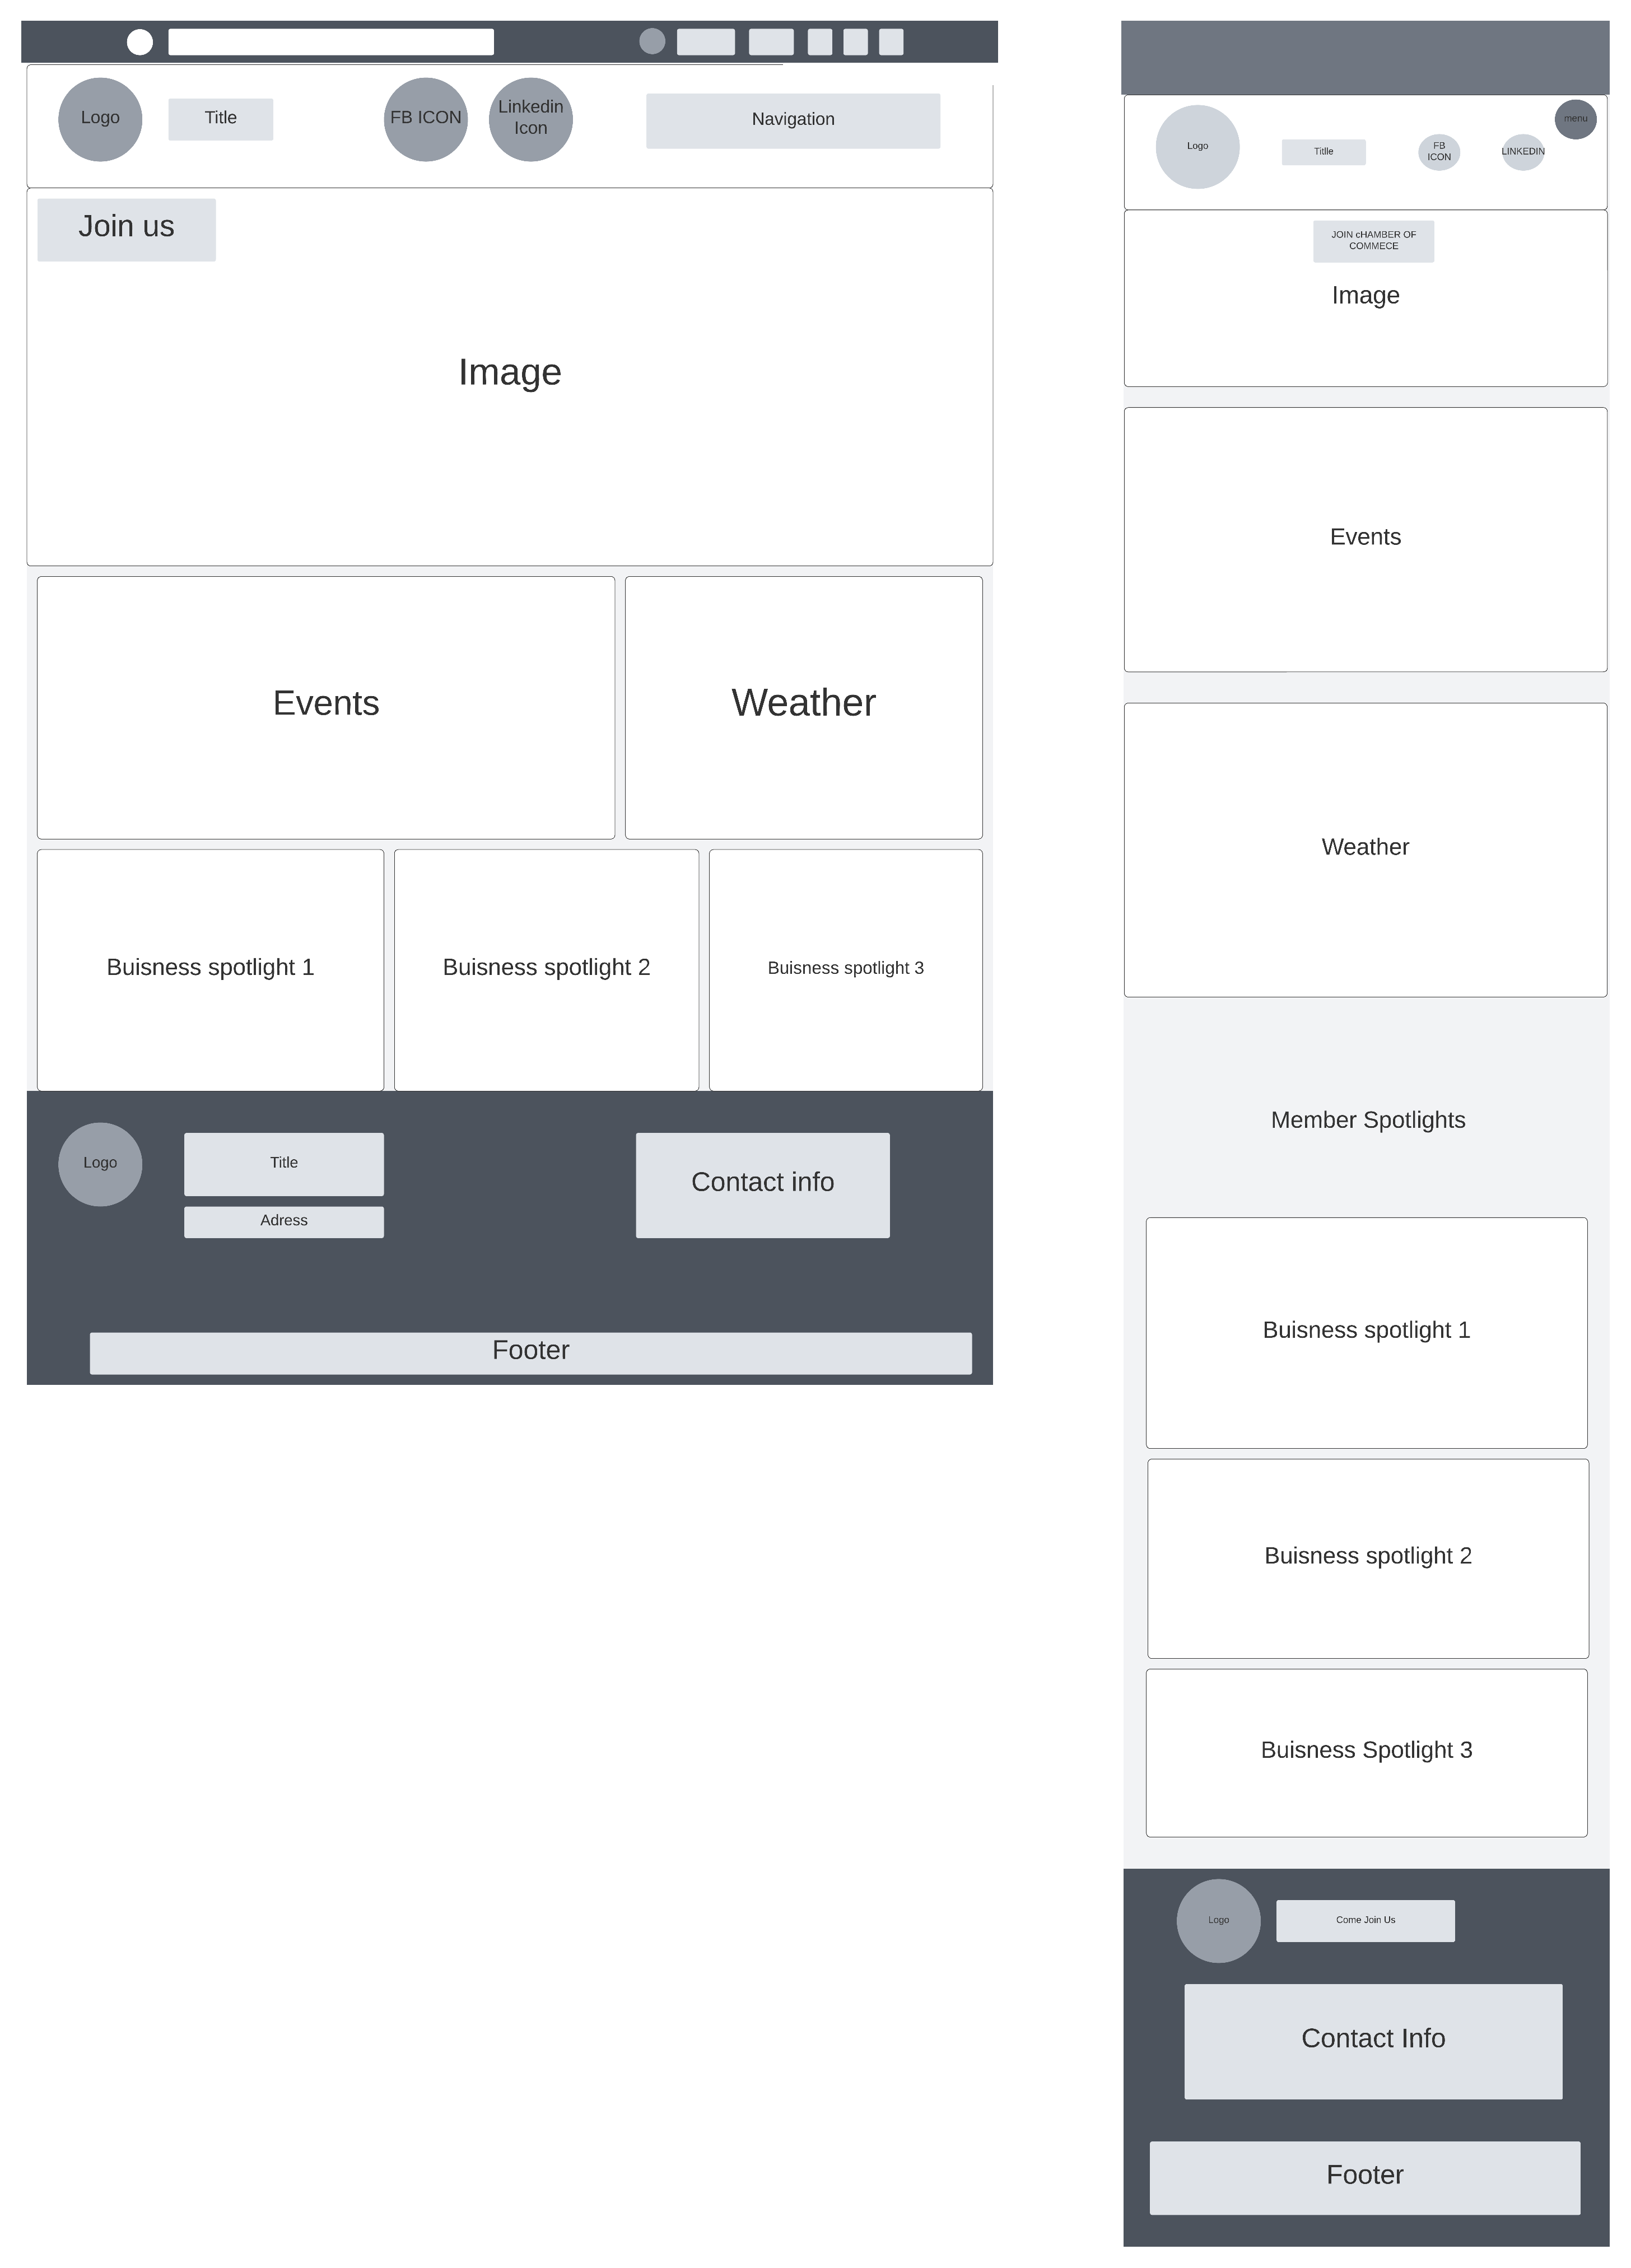 Logo
Title
FB ICON
Linkedin
Icon
Navigation
Join us
Image
Events
Weather
Buisness spotlight 1
Buisness spotlight 2
Buisness spotlight 3
Logo
Title
Adress
Contact info
Footer
Logo
Titlle
FB
ICON
LINKEDIN
menu
JOIN cHAMBER OF
COMMECE
Image
Events
Weather
Member Spotlights
Buisness spotlight 1
Buisness spotlight 2
Buisness Spotlight 3
Logo
Come Join Us
Contact Info
Footer